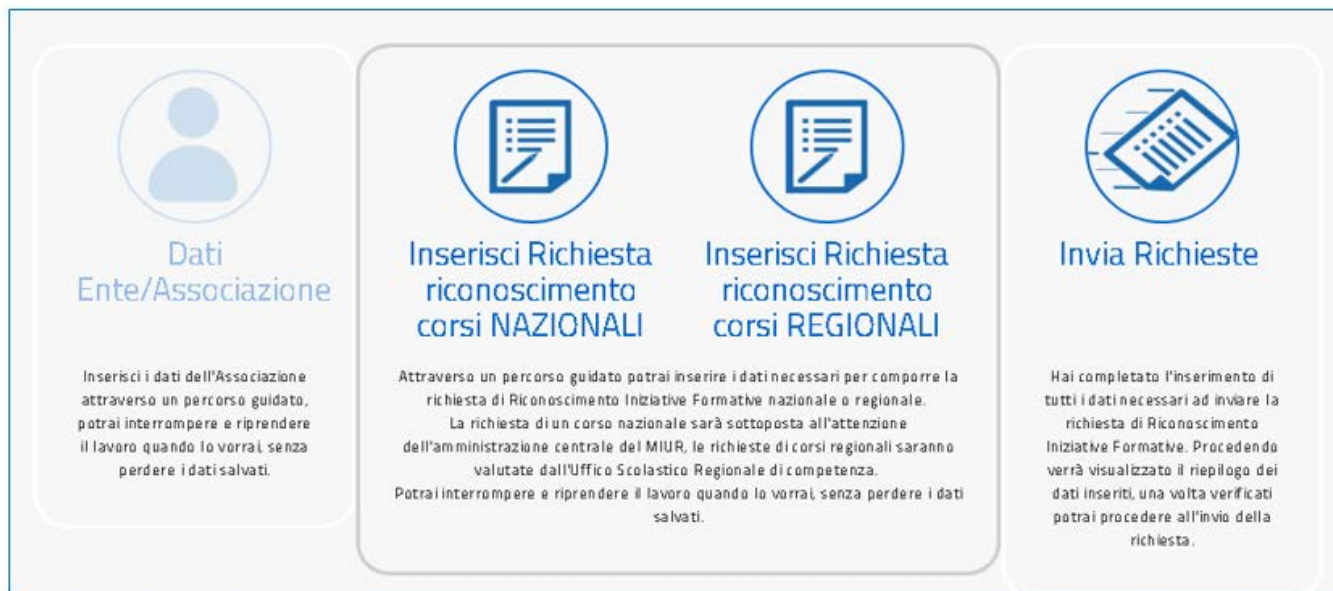 Dati
Ente/Associazione
Inserisci i dati dell'Associazione
attraverso un percorso guidato,
potrai interrompere e riprendere
il lavoro quando lo vorrai, senza
perdere i dati salvati.
Inserisci Richiesta
riconoscimento
corsi NAZIONALI
Inserisci Richiesta
riconoscimento
corsi REGIONALI
Attraverso un percorso guidato potrai inserire i dati necessari per comporre la
richiesta di Riconoscimento Iniziative Formative nazionale o regionale.
La richiesta di un corso nazionale sarà sottoposta all'attenzione
dell'amministrazione centrale del MIUR, le richieste di corsi regionali saranno
valutate dall'Uffico Scolastico Regionale di competenza.
Potrai interrompere e riprendere il lavoro quando lo vorrai, senza perdere i dati
salvati.
Invia Richieste
Hai completato l'inserimento di
tutti i dati necessari ad inviare la
richiesta di Riconoscimento
Iniziative Formative. Procedendo
verrà visualizzato il riepilogo dei
dati inseriti, una volta verificati
potrai procedere all'invio della
richiesta.